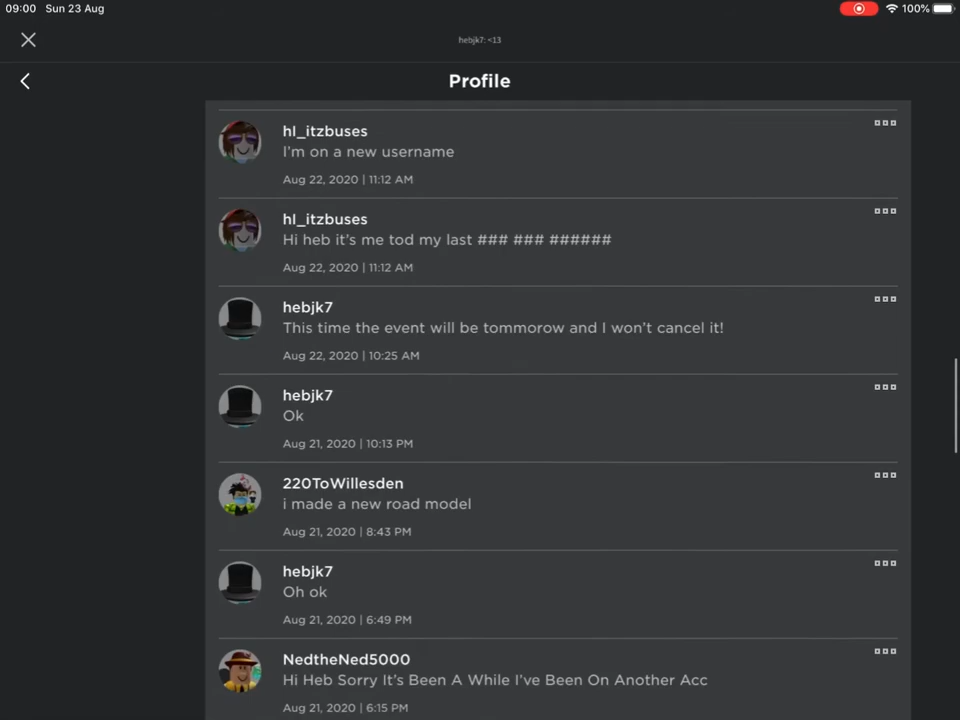 09:00 Sun 23 Aug 100%
hebjk7: <13
Profile
hl_itzbuses
I'm on a new username
Aug 22, 2020 | 11:12 AM
hl_itzbuses
Hi heb it's me tod my last ### ### ######
Aug 22, 2020 | 11:12 AM
hebjk7
This time the event will be tommorow and I won't cancel it!
Aug 22, 2020 | 10:25 AM
hebjk7
Ok
Aug 21, 2020 | 10:13 PM
220ToWillesden
i made a new road model
Aug 21, 2020 | 8:43 PM
hebjk7
Oh ok
Aug 21, 2020 | 6:49 PM
NedtheNed5000
Hi Heb Sorry It's Been A While I've Been On Another Acc
Aug 21, 2020 | 6:15 PM